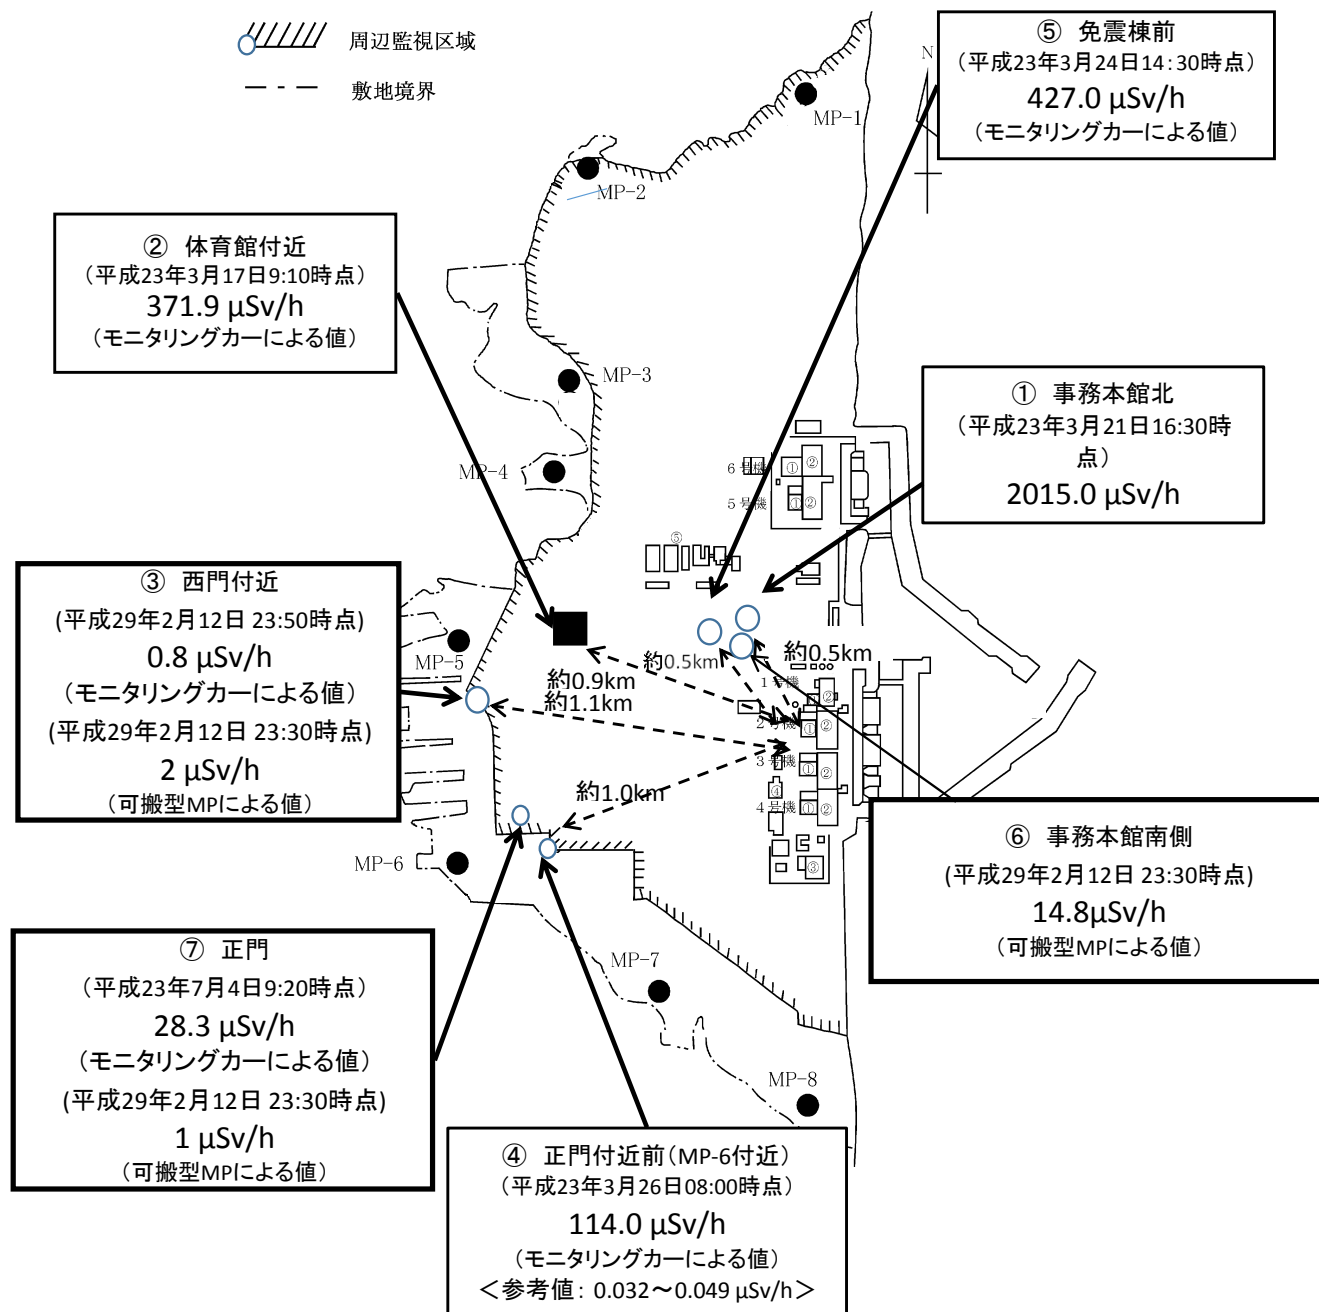 周辺監視区域
敷地境界
⑤ 免震棟前
(平成23年3月24日14:30時点)
427.0 μSv/h
(モニタリングカーによる値)
N
MP-1
MP-2
② 体育館付近
(平成23年3月17日9:10時点)
371.9 μSv/h
(モニタリングカーによる値)
MP-3
① 事務本館北
(平成23年3月21日16:30時
点)
2015.0 μSv/h
MP-4
6号機
①
②
5号機
①
②
⑤
③ 西門付近
(平成29年2月12日 23:50時点)
0.8 μSv/h
(モニタリングカーによる値)
(平成29年2月12日 23:30時点)
2 μSv/h
(可搬型MPによる値)
MP-5
約0.5km
約0.5km
約0.9km
約1.1km
1号機
②
2号機
①
②
3号機
①
②
④
4号機
①
②
③
約1.0km
MP-6
⑥ 事務本館南側
(平成29年2月12日 23:30時点)
14.8μSv/h
(可搬型MPによる値)
⑦ 正門
(平成23年7月4日9:20時点)
28.3 μSv/h
(モニタリングカーによる値)
(平成29年2月12日 23:30時点)
1 μSv/h
(可搬型MPによる値)
MP-7
MP-8
④ 正門付近前(MP-6付近)
(平成23年3月26日08:00時点)
114.0 μSv/h
(モニタリングカーによる値)
<参考値: 0.032~0.049 μSv/h>